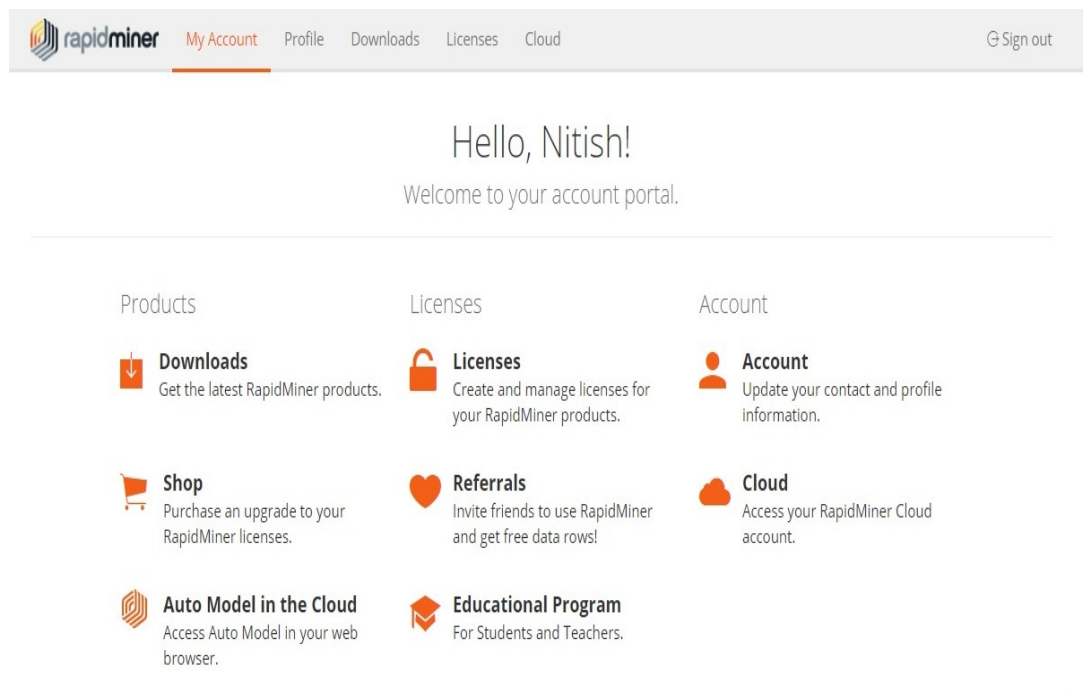 rapidminer My Account Profile Downloads Licenses Cloud Sign out
Hello, Nitish!
Welcome to your account portal.
Products
Downloads
Get the latest RapidMiner products.
Shop
Purchase an upgrade to your
RapidMiner licenses.
Auto Model in the Cloud
Access Auto Model in your web
browser.
Licenses
Licenses
Create and manage licenses for
your RapidMiner products.
Referrals
Invite friends to use RapidMiner
and get free data rows!
Educational Program
For Students and Teachers.
Account
Account
Update your contact and profile
information.
Cloud
Access your RapidMiner Cloud
account.